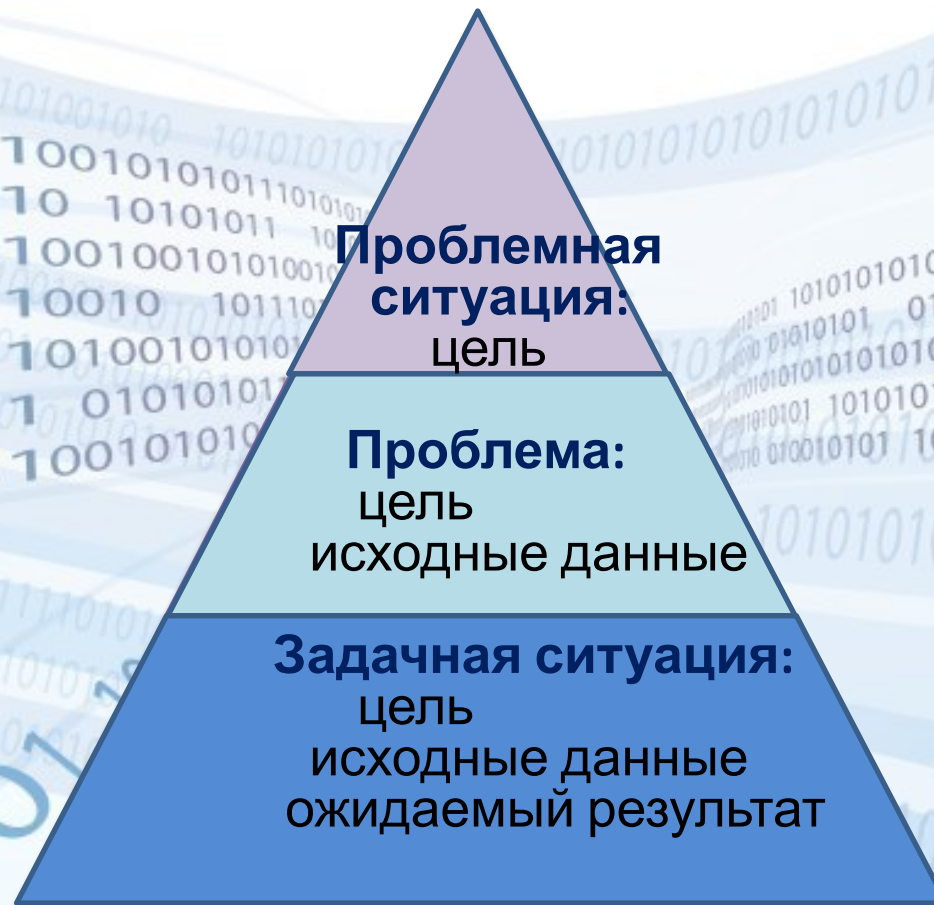 Проблемная
ситуация:
цель
Проблема:
цель
исходные данные
Задачная ситуация:
цель
исходные данные
ожидаемый результат